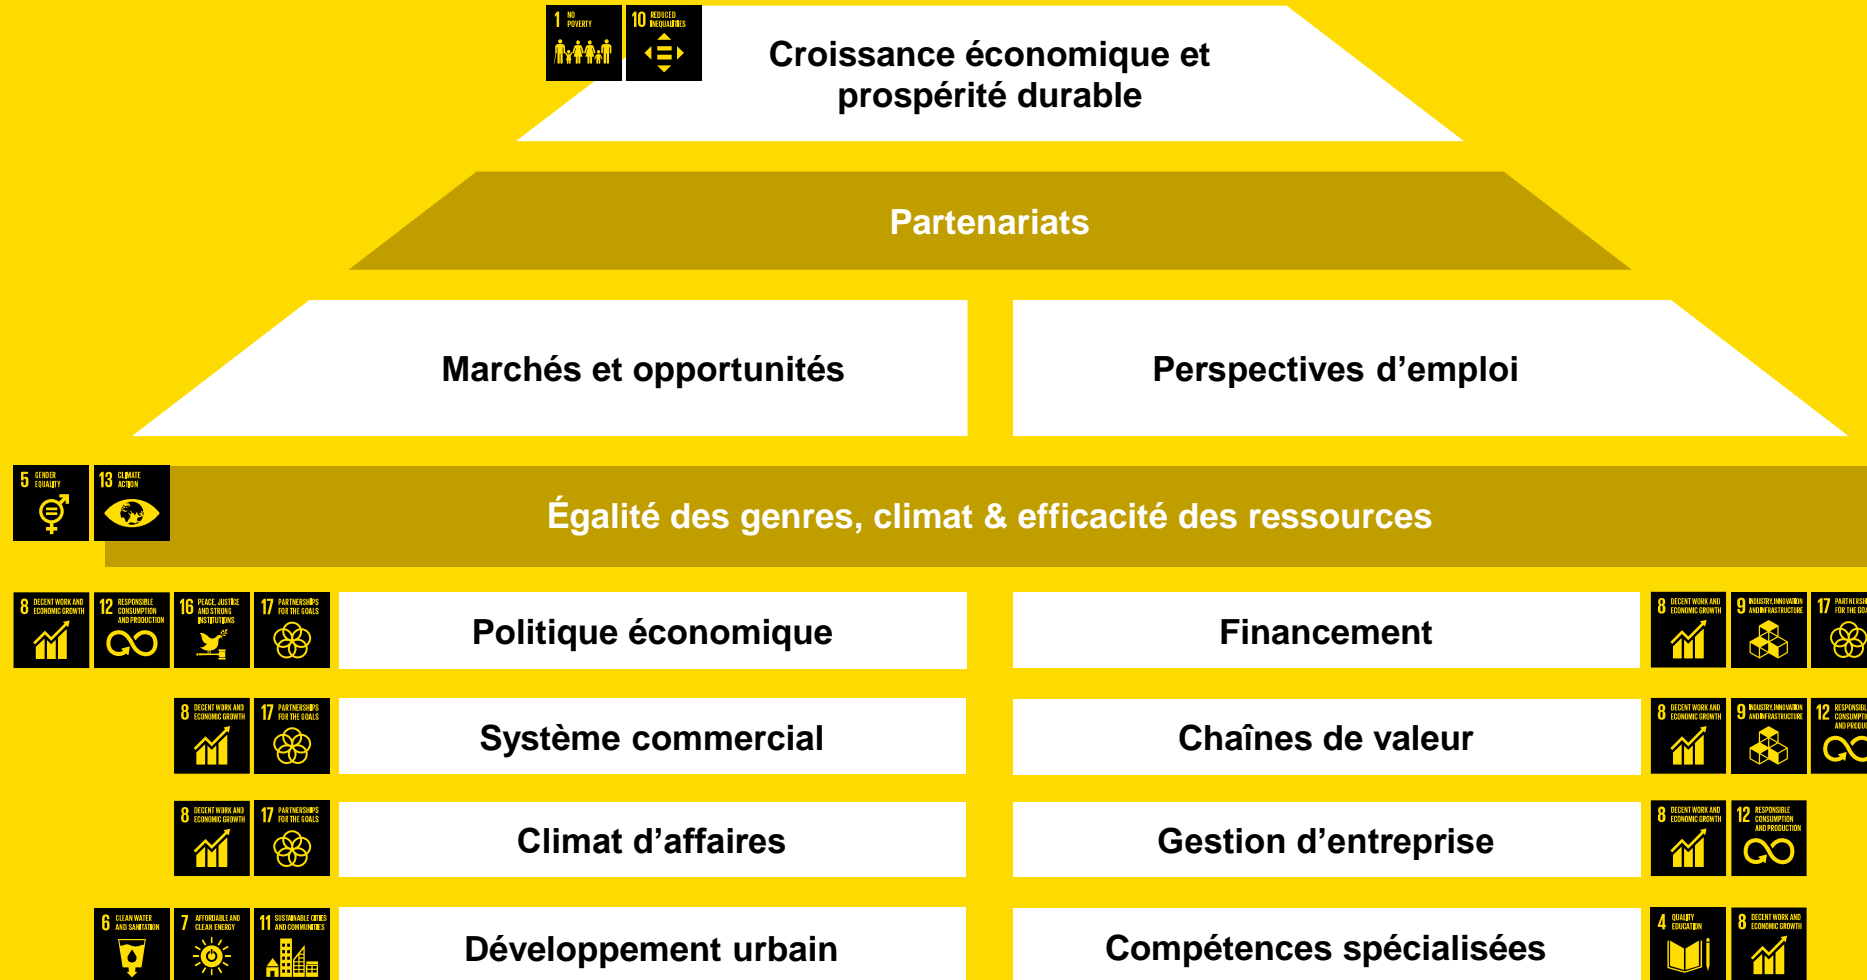 1 NO
POVERTY
10 REDUCED
INEQUALITIES
Croissance économique et
prospérité durable
Partenariats
Marchés et opportunités
Perspectives d’emploi
5 GENDER
EQUALITY
13 CLIMATE
ACTION
Égalité des genres, climat & efficacité des ressources
8 DECENT WORK AND
ECONOMIC GROWTH
12 RESPONSIBLE
CONSUMPTION
AND PRODUCTION
16 PEACE, JUSTICE
AND STRONG
INSTITUTIONS
17 PARTNERSHIPS
FOR THE GOALS
Politique économique
Financement
8 DECENT WORK AND
ECONOMIC GROWTH
9 INDUSTRY, INNOVATION
AND INFRASTRUCTURE
17
FOR THE
8 DECENT WORK AND
ECONOMIC GROWTH
17 PARTNERSHIPS
FOR THE GOALS
Système commercial
Chaînes de valeur
8 DECENT WORK AND
ECONOMIC GROWTH
9 INDUSTRY, INNOVATION
AND INFRASTRUCTURE
12
AND
8 DECENT WORK AND
ECONOMIC GROWTH
17 PARTNERSHIPS
FOR THE GOALS
Climat d’affaires
Gestion d’entreprise
8 DECENT WORK AND
ECONOMIC GROWTH
12 RESPONSIBLE
CONSUMPTION
AND PRODUCTION
6 CLEAN WATER
AND SANITATION
7 AFFORDABLE AND
CLEAN ENERGY
11 SUSTAINABLE CITIES
AND COMMUNITIES
Développement urbain
Compétences spécialisées
4 QUALITY
EDUCATION
8 DECENT WORK AND
ECONOMIC GROWTH